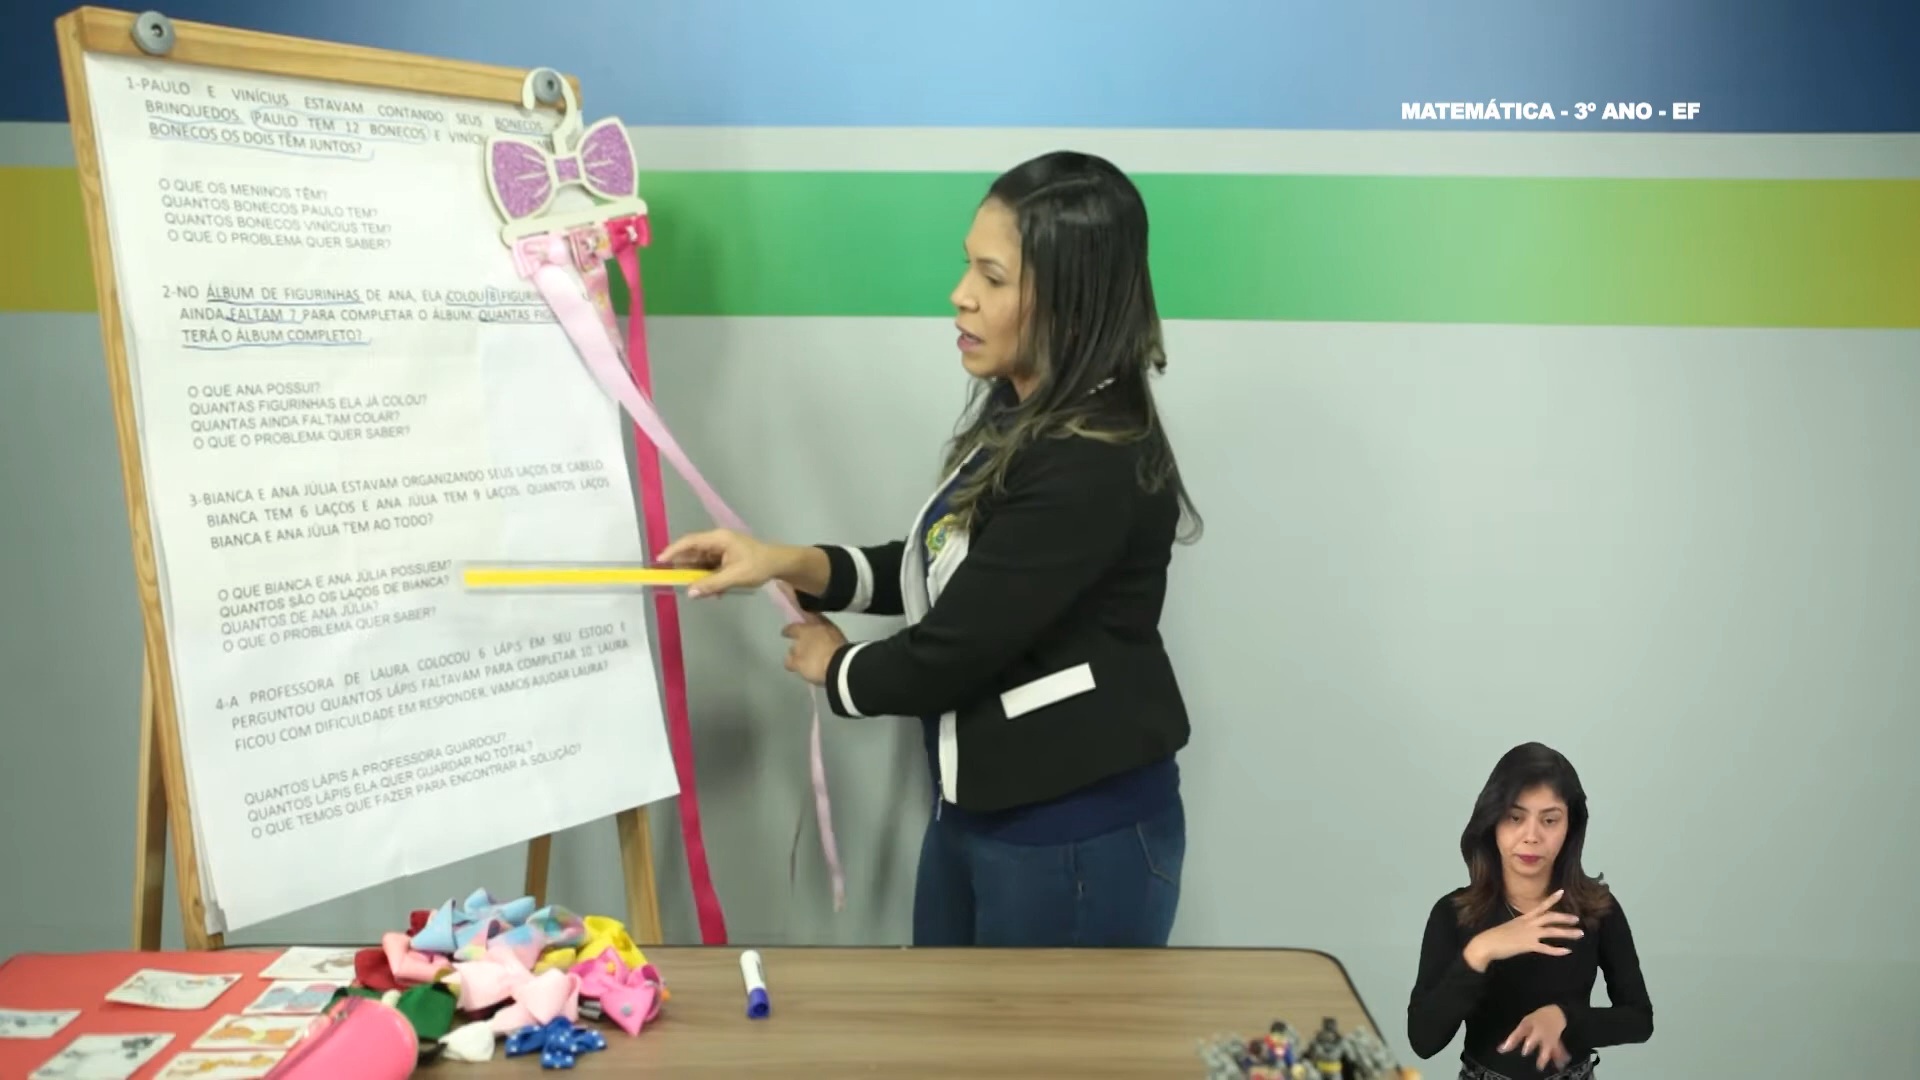 MATEMÁTICA - 3º ANO - EF
1-PAULO E VINÍCIUS ESTAVAM CONTANDO SEUS BONECOS
BRINQUEDOS. PAULO TEM 12 BONECOS E
BONECOS OS DOIS TÊM JUNTOS?
O QUE OS MENINOS TÊM?
QUANTOS BONECOS PAULO TEM?
QUANTOS BONECOS VINÍCIUS TEM?
O QUE O PROBLEMA QUER SABER?
2-NO ÁLBUM DE FIGURINHAS DE ANA, ELA COLOU 8
AINDA FALTAM 7 PARA COMPLETAR O ÁLBUM. QUANTAS
TERÁ O ÁLBUM COMPLETO?
O QUE ANA POSSUI?
QUANTAS FIGURINHAS ELA JÁ COLOU?
QUANTAS AINDA FALTAM COLAR?
O QUE O PROBLEMA QUER SABER?
3-BIANCA E ANA JÚLIA ESTAVAM ORGANIZANDO SEUS LAÇOS DE CABELO.
BIANCA TEM 6 LAÇOS E ANA JÚLIA TEM 9 LAÇOS. QUANTOS LAÇOS
BIANCA E ANA JÚLIA TEM AO TODO?
O QUE BIANCA E ANA JÚLIA POSSUEM?
QUANTOS SÃO OS LAÇOS DE BIANCA?
QUANTOS DE ANA JÚLIA?
O QUE O PROBLEMA QUER SABER?
4-A PROFESSORA DE LAURA COLOCOU 6 LÁPIS EM SEU ESTOJO E
PERGUNTOU QUANTOS LÁPIS FALTAVAM PARA COMPLETAR 10. LAURA
FICOU COM DIFICULDADE EM RESPONDER. VAMOS AJUDAR LAURA?
QUANTOS LÁPIS A PROFESSORA GUARDOU?
QUANTOS LÁPIS ELA QUER GUARDAR NO TOTAL?
O QUE TEMOS QUE FAZER PARA ENCONTRAR A SOLUÇÃO?